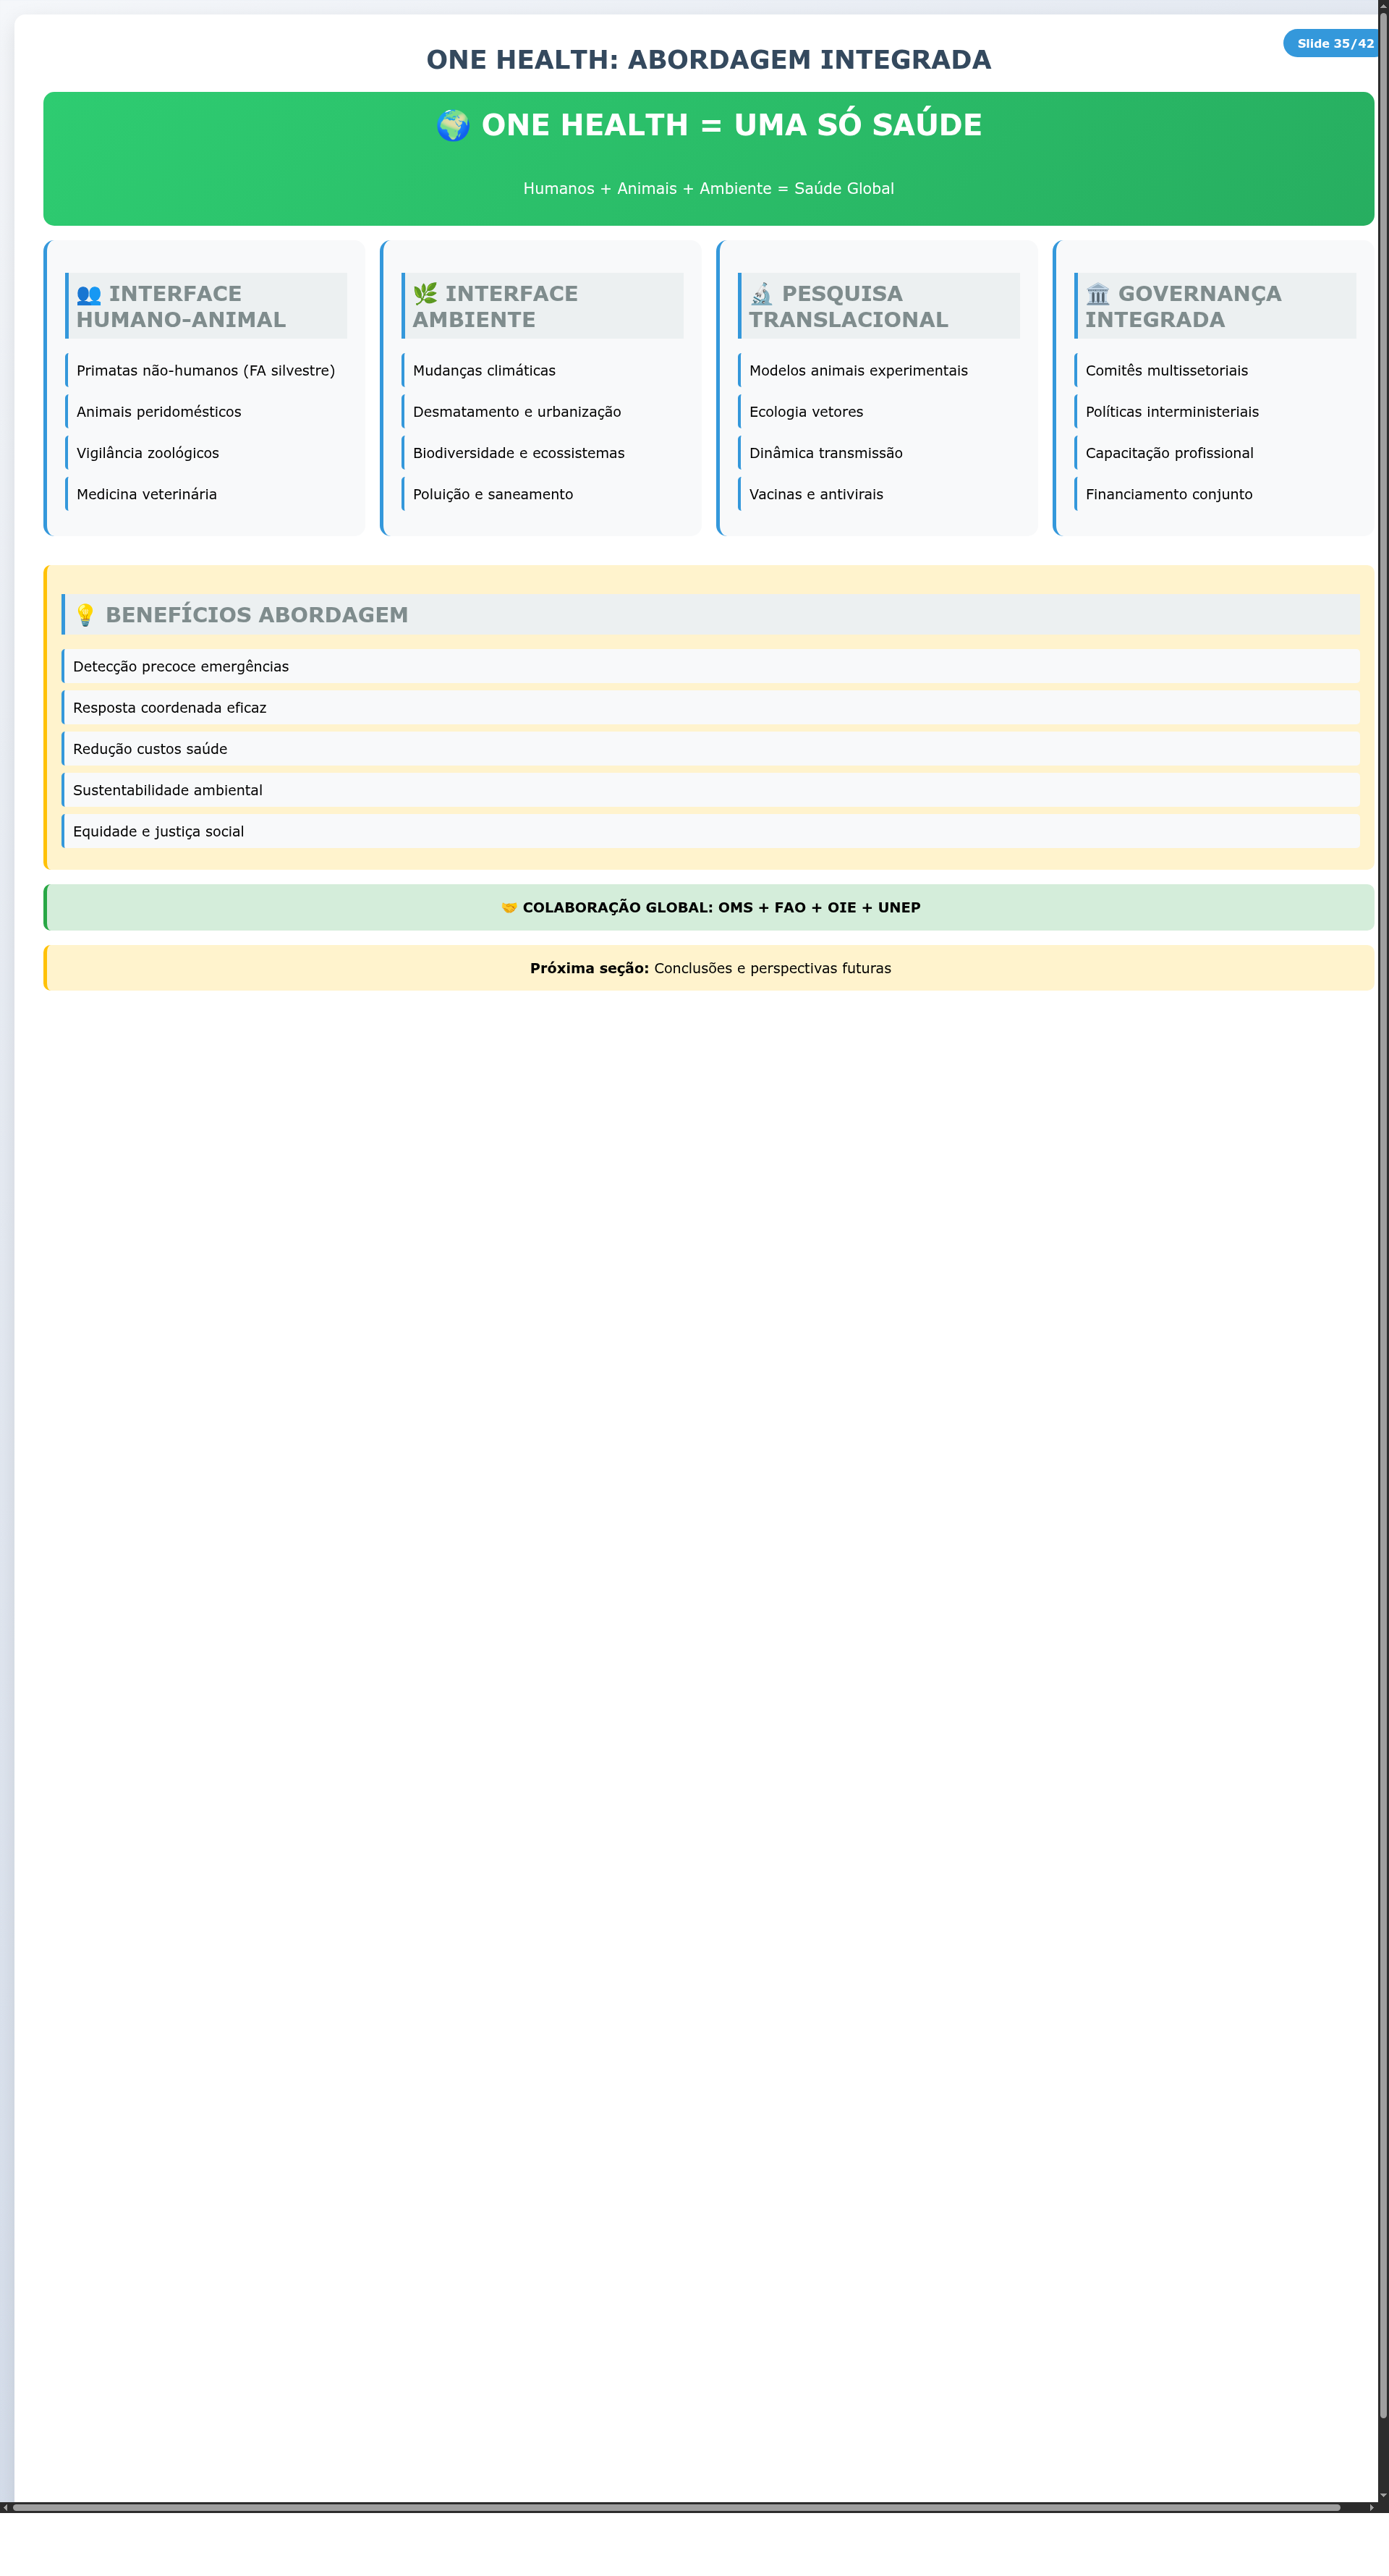 Slide 35/42
ONE HEALTH: ABORDAGEM INTEGRADA
🌍 ONE HEALTH = UMA SÓ SAÚDE
Humanos + Animais + Ambiente = Saúde Global
👥 INTERFACE
HUMANO-ANIMAL
Primatas não-humanos (FA silvestre)
Animais peridomésticos
Vigilância zoológicos
Medicina veterinária
🌿 INTERFACE
AMBIENTE
Mudanças climáticas
Desmatamento e urbanização
Biodiversidade e ecossistemas
Poluição e saneamento
🔬 PESQUISA
TRANSLACIONAL
Modelos animais experimentais
Ecologia vetores
Dinâmica transmissão
Vacinas e antivirais
🏛️ GOVERNANÇA
INTEGRADA
Comitês multissetoriais
Políticas interministeriais
Capacitação profissional
Financiamento conjunto
💡 BENEFÍCIOS ABORDAGEM
Detecção precoce emergências
Resposta coordenada eficaz
Redução custos saúde
Sustentabilidade ambiental
Equidade e justiça social
🤝 COLABORAÇÃO GLOBAL: OMS + FAO + OIE + UNEP
Próxima seção: Conclusões e perspectivas futuras